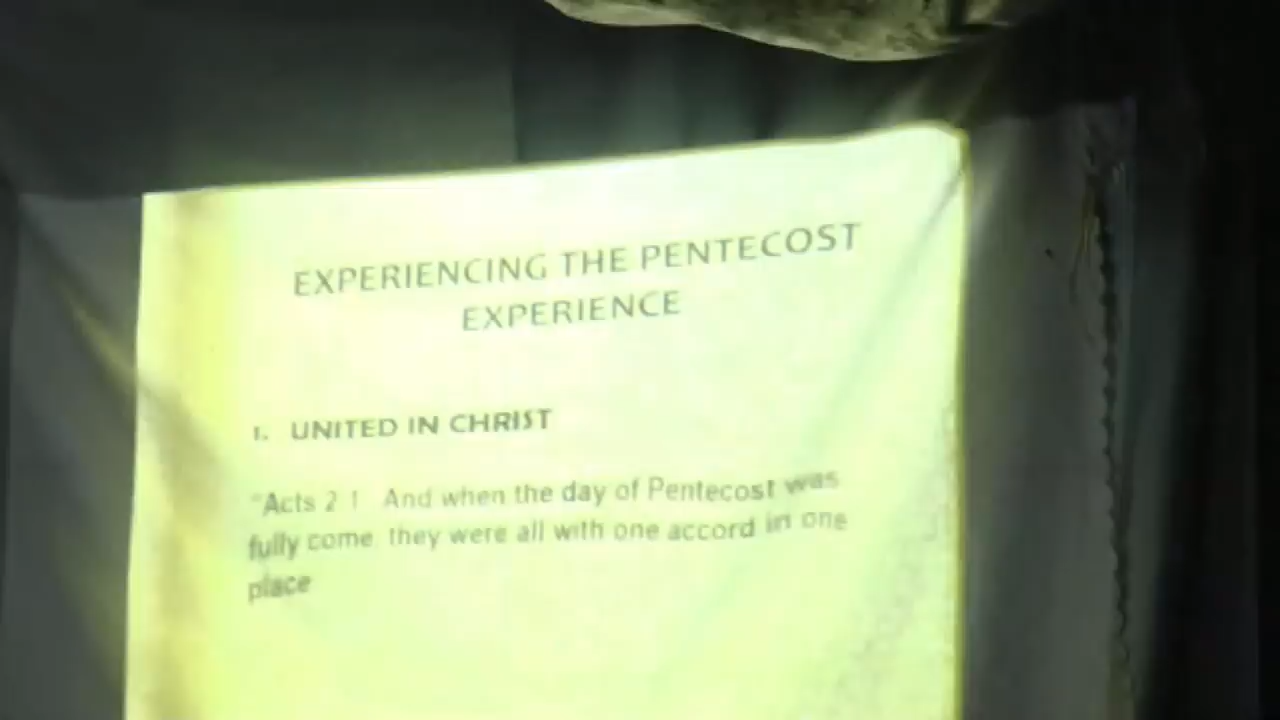 EXPERIENCING THE PENTECOST
EXPERIENCE
1. UNITED IN CHRIST
"Acts 2 1 And when the day of Pentecost was
fully come they were all with one accord in one
place